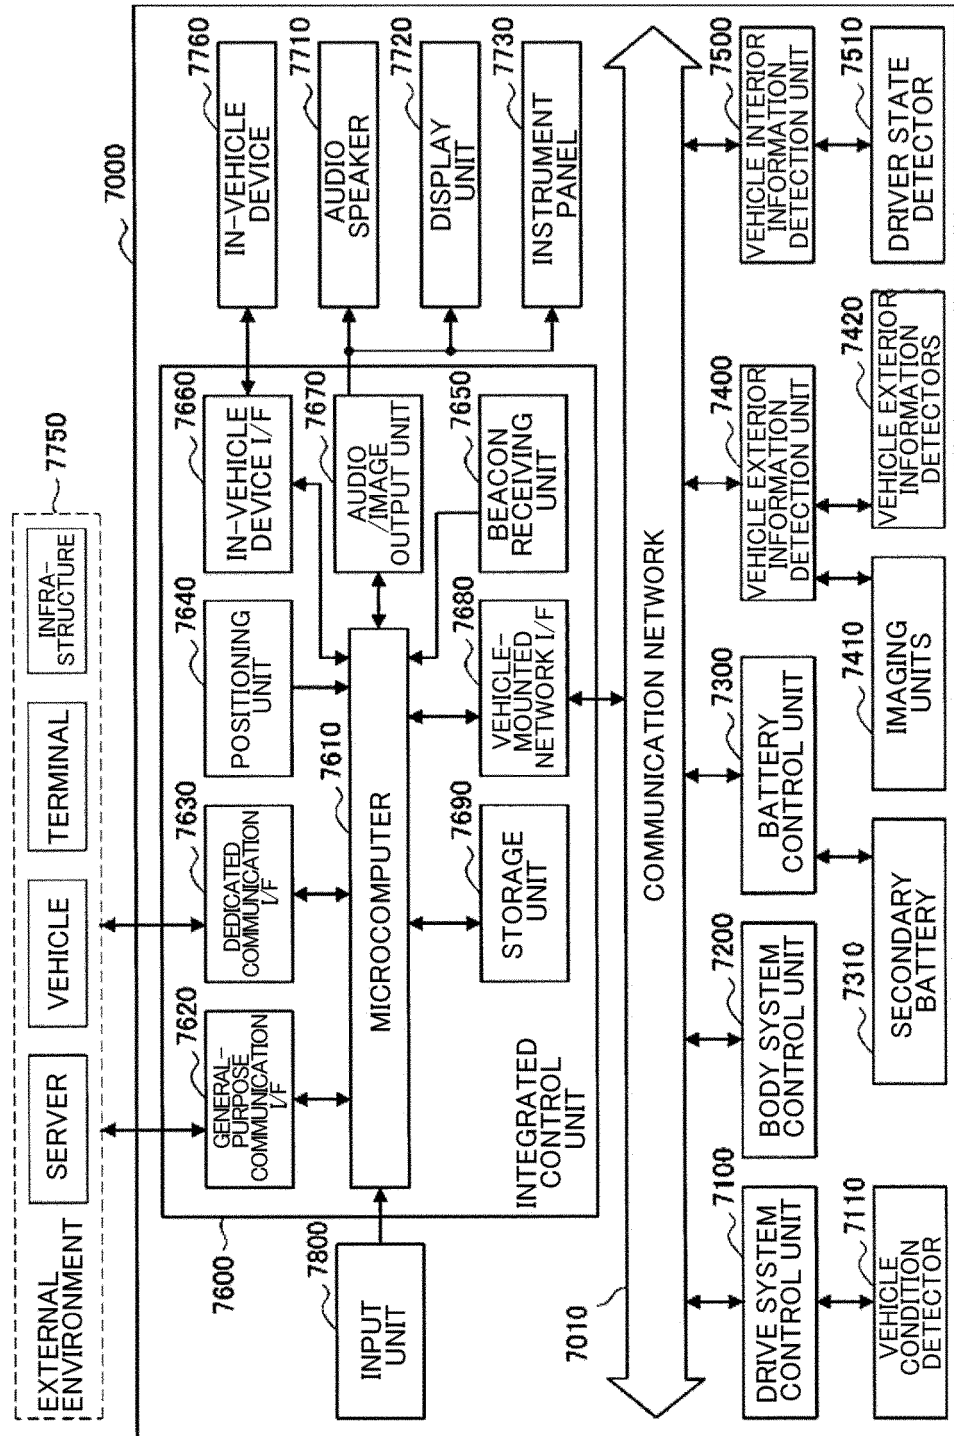 7000
EXTERNAL
ENVIRONMENT
SERVER
VEHICLE
TERMINAL
INFRA-
STRUCTURE
7750
7600
7620
GENERAL-
PURPOSE
COMMUNICATION
I/F
7630
DEDICATED
COMMUNICATION
I/F
7640
POSITIONING
UNIT
7660
IN-VEHICLE
DEVICE I/F
7760
IN-VEHICLE
DEVICE
7800
INPUT
UNIT
7610
MICROCOMPUTER
7670
AUDIO
/IMAGE
OUTPUT UNIT
7710
AUDIO
SPEAKER
7720
DISPLAY
UNIT
7730
INSTRUMENT
PANEL
INTEGRATED
CONTROL
UNIT
7690
STORAGE
UNIT
7680
VEHICLE-
MOUNTED
NETWORK I/F
7650
BEACON
RECEIVING
UNIT
7010
COMMUNICATION NETWORK
7100
DRIVE SYSTEM
CONTROL UNIT
7200
BODY SYSTEM
CONTROL UNIT
7300
BATTERY
CONTROL UNIT
7400
VEHICLE EXTERIOR
INFORMATION
DETECTION UNIT
7500
VEHICLE INTERIOR
INFORMATION
DETECTION UNIT
7110
VEHICLE
CONDITION
DETECTOR
7310
SECONDARY
BATTERY
7410
IMAGING
UNITS
7420
VEHICLE EXTERIOR
INFORMATION
DETECTORS
7510
DRIVER STATE
DETECTOR